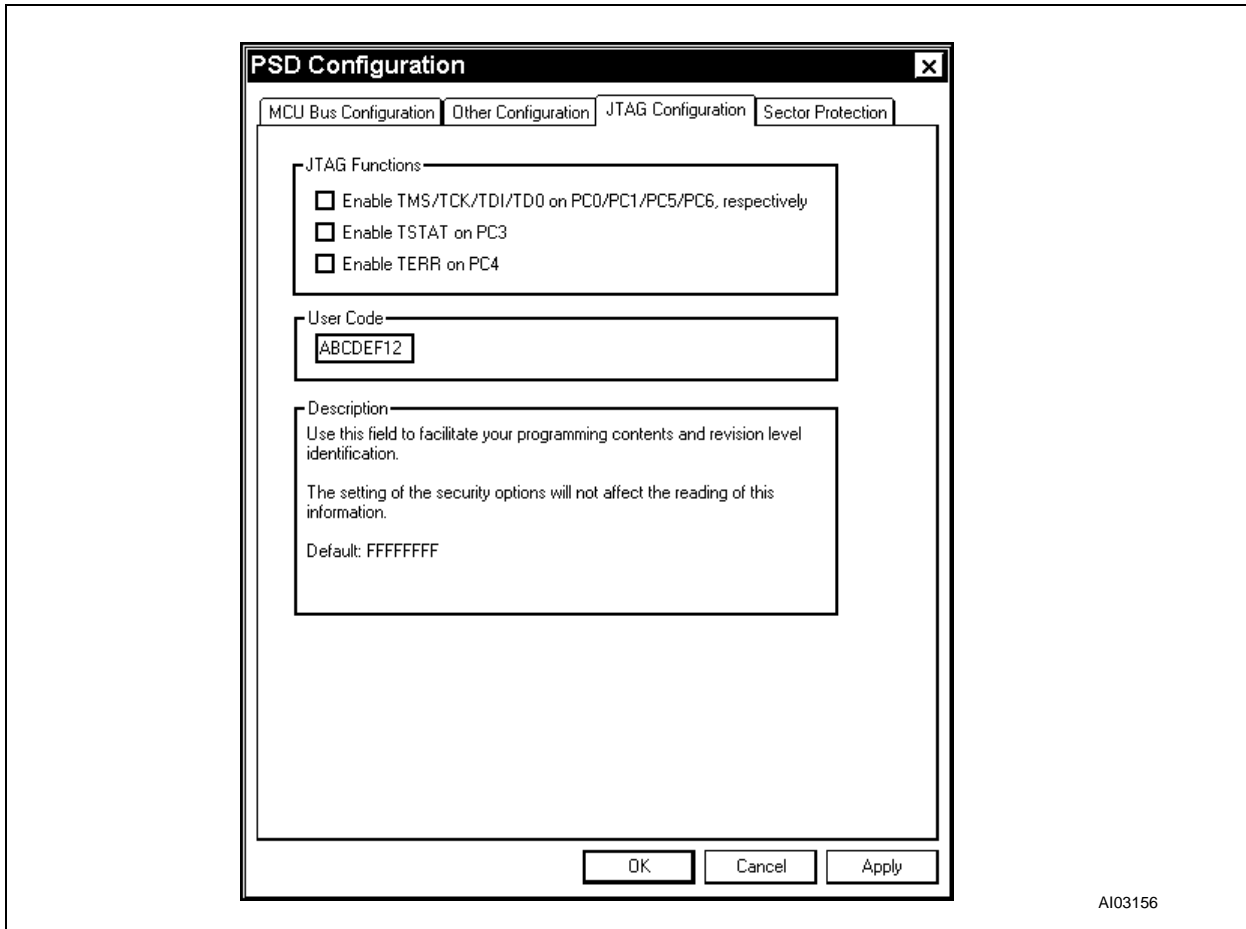 PSD Configuration
MCU Bus Configuration Other Configuration JTAG Configuration Sector Protection
JTAG Functions
Enable TMS/TCK/TDI/TD0 on PC0/PC1/PC5/PC6, respectively
Enable TSTAT on PC3
Enable TERR on PC4
User Code
ABCDEF12
Description
Use this field to facilitate your programming contents and revision level
identification.
The setting of the security options will not affect the reading of this
information.
Default: FFFFFFFF
OK Cancel Apply
AI03156